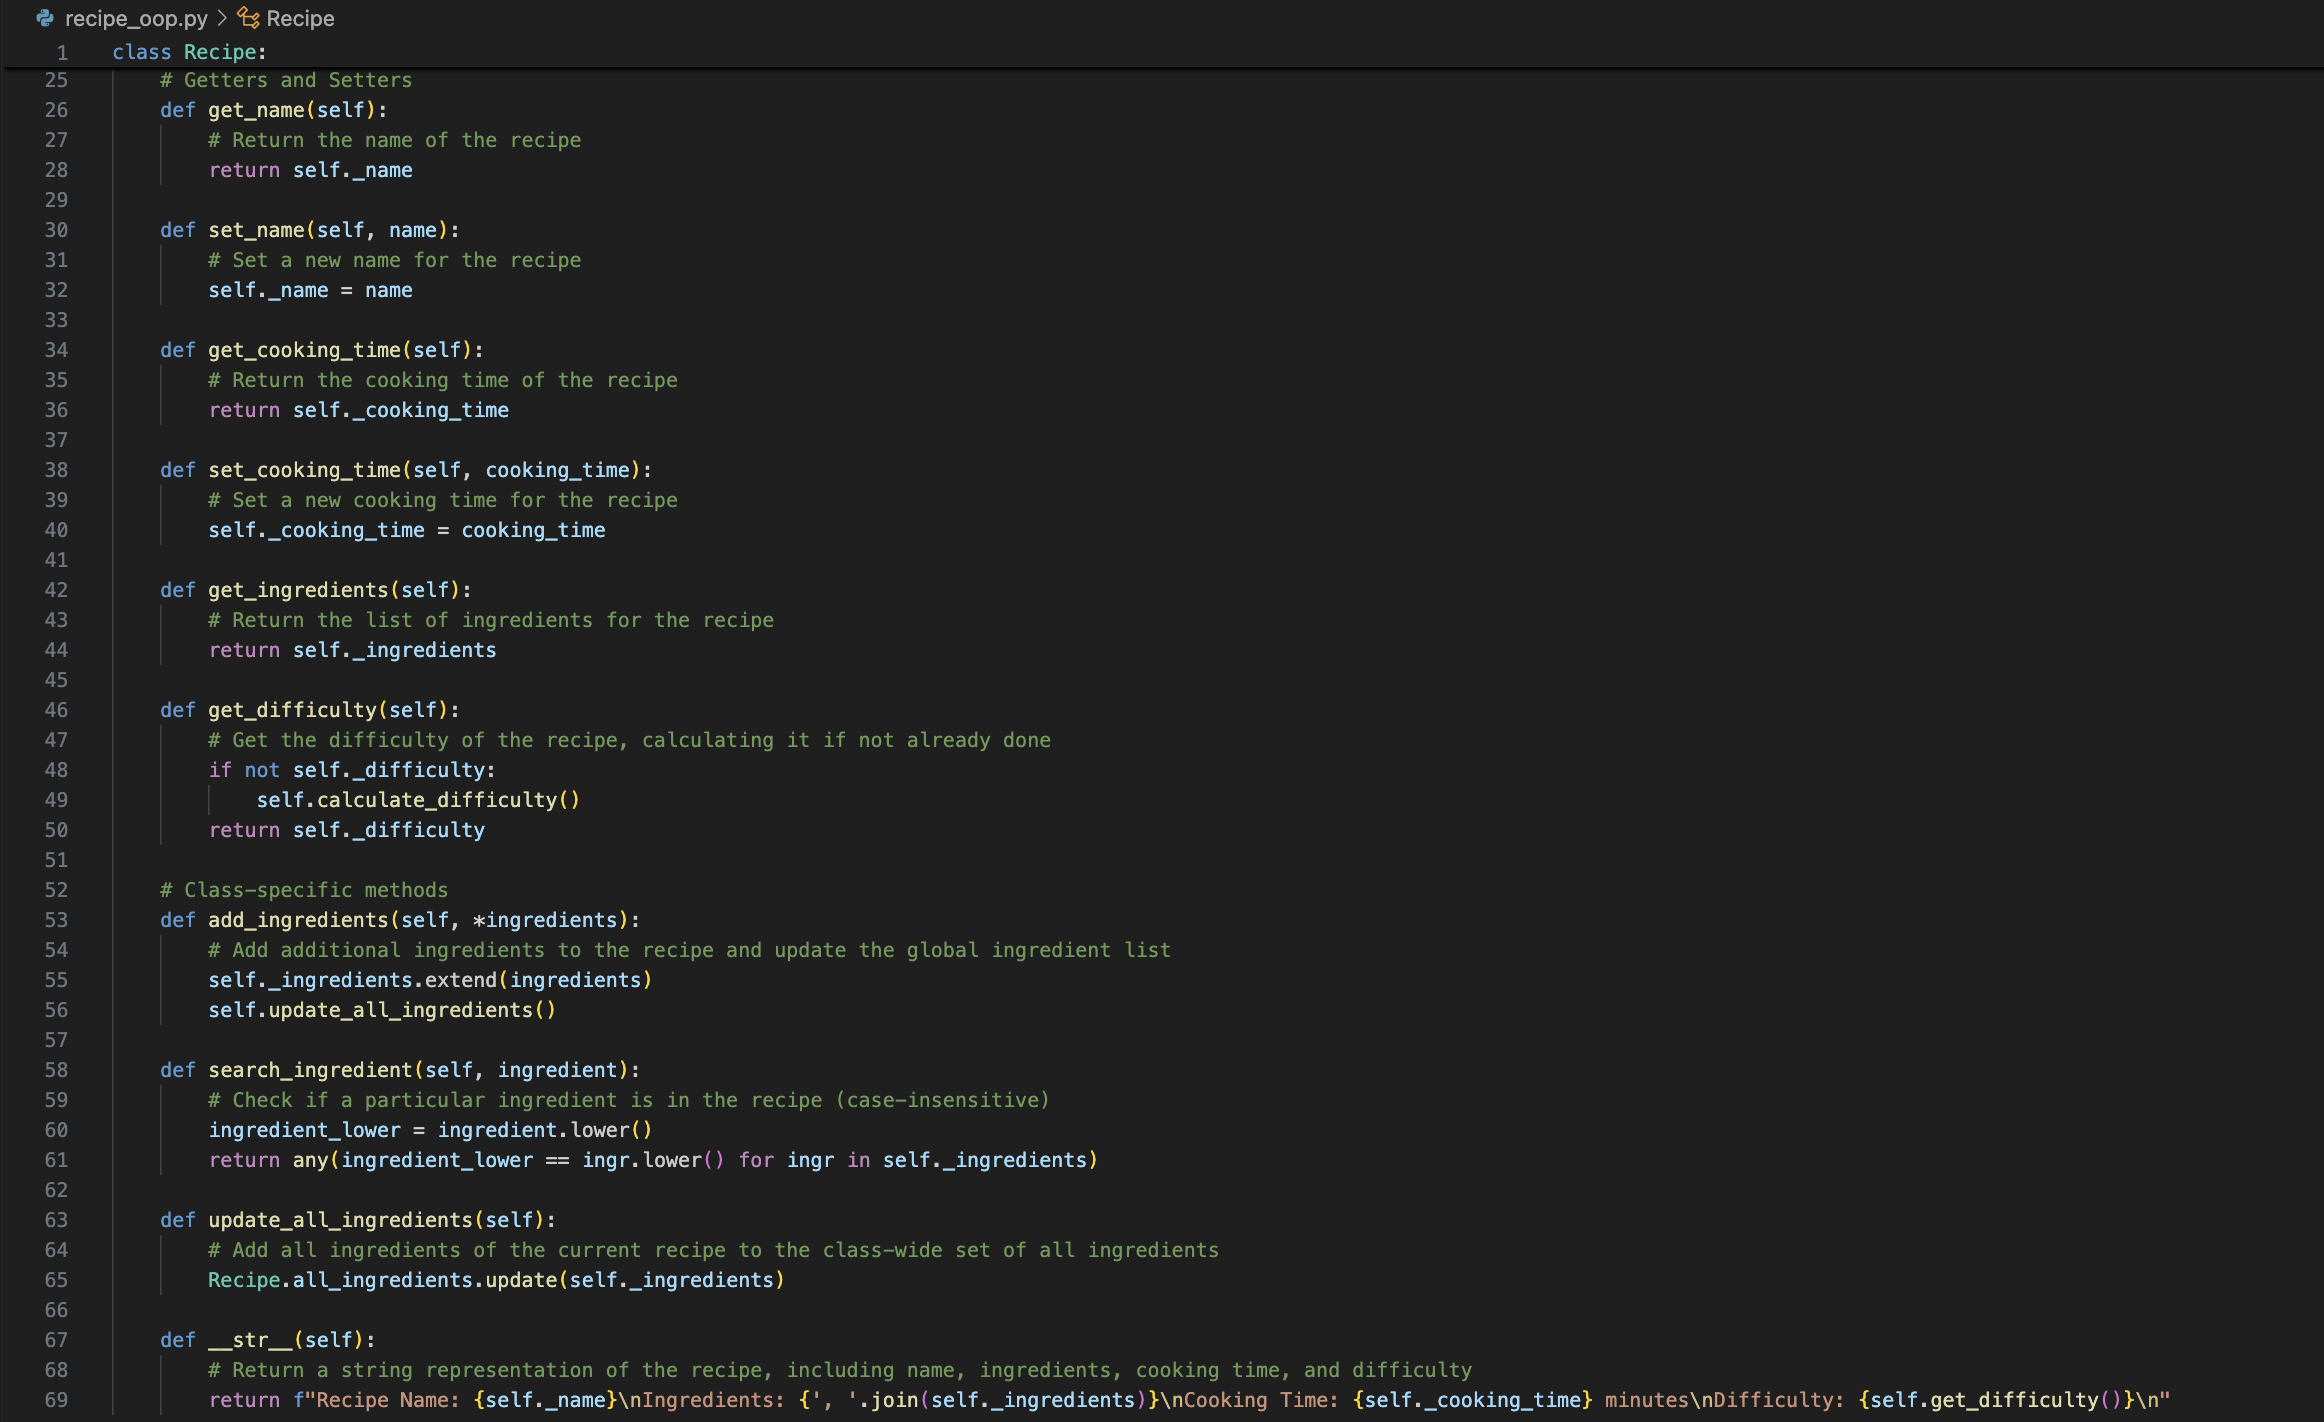 recipe_oop.py > Recipe
1 class Recipe:
25 # Getters and Setters
26 def get_name(self):
27 # Return the name of the recipe
28 return self._name
29
30 def set_name(self, name):
31 # Set a new name for the recipe
32 self._name = name
33
34 def get_cooking_time(self):
35 # Return the cooking time of the recipe
36 return self._cooking_time
37
38 def set_cooking_time(self, cooking_time):
39 # Set a new cooking time for the recipe
40 self._cooking_time = cooking_time
41
42 def get_ingredients(self):
43 # Return the list of ingredients for the recipe
44 return self._ingredients
45
46 def get_difficulty(self):
47 # Get the difficulty of the recipe, calculating it if not already done
48 if not self._difficulty:
49 self.calculate_difficulty()
50 return self._difficulty
51
52 # Class-specific methods
53 def add_ingredients(self, *ingredients):
54 # Add additional ingredients to the recipe and update the global ingredient list
55 self._ingredients.extend(ingredients)
56 self.update_all_ingredients()
57
58 def search_ingredient(self, ingredient):
59 # Check if a particular ingredient is in the recipe (case-insensitive)
60 ingredient_lower = ingredient.lower()
61 return any(ingredient_lower == ingr.lower() for ingr in self._ingredients)
62
63 def update_all_ingredients(self):
64 # Add all ingredients of the current recipe to the class-wide set of all ingredients
65 Recipe.all_ingredients.update(self._ingredients)
66
67 def __str__(self):
68 # Return a string representation of the recipe, including name, ingredients, cooking time, and difficulty
69 return f"Recipe Name: {self._name}\nIngredients: {', '.join(self._ingredients)}\nCooking Time: {self._cooking_time} minutes\nDifficulty: {self.get_difficulty()}\n"